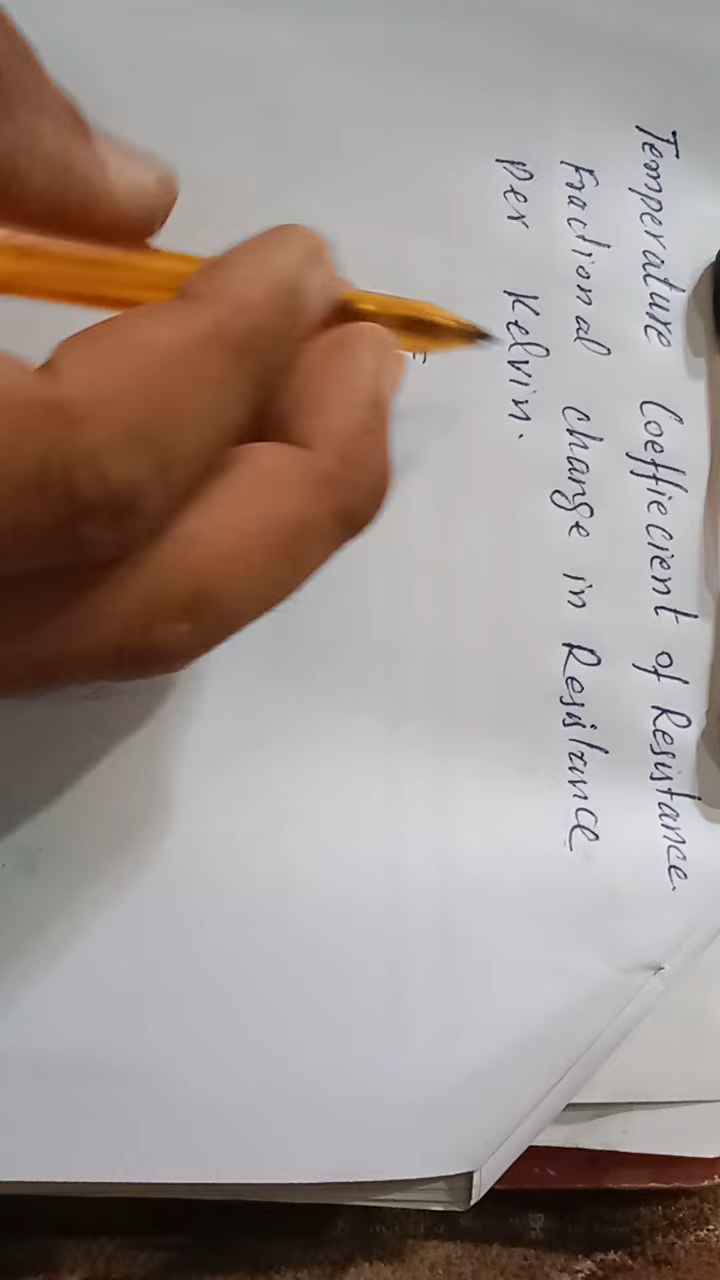 Temperature Coeffiecient of Resistance.
Fractional change in Resistance
per Kelvin.
=